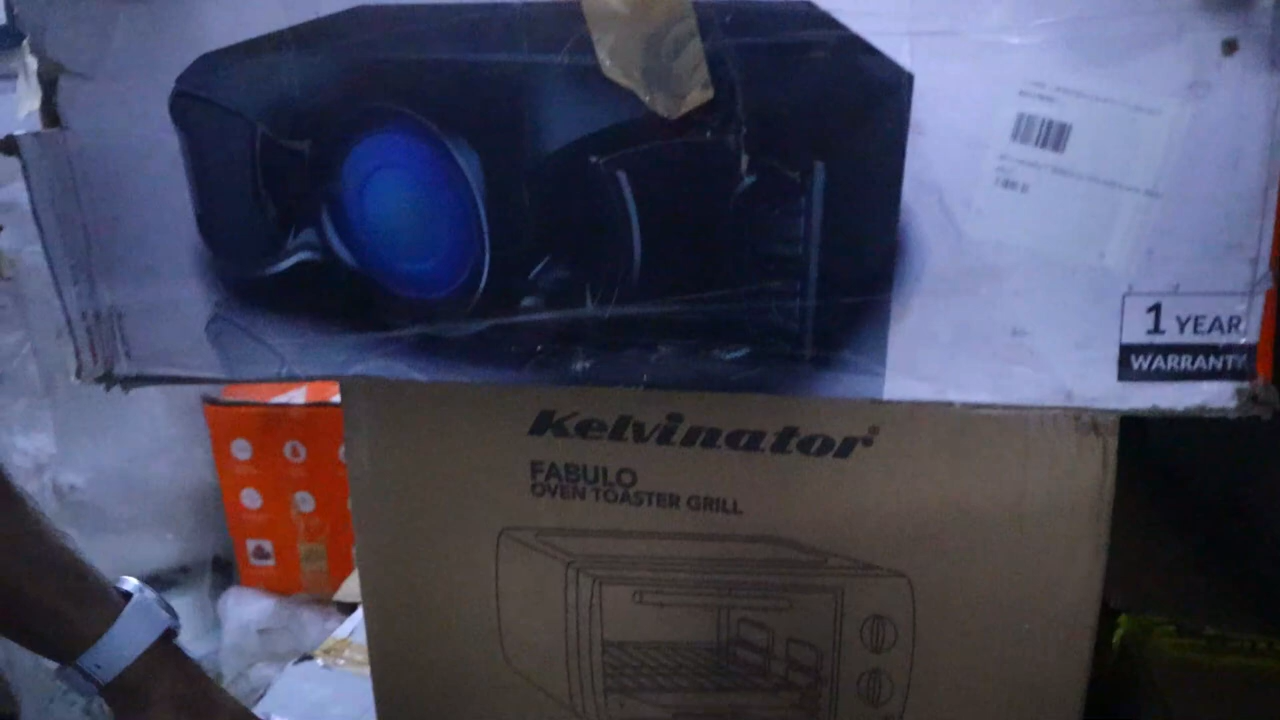 1 YEAR
WARRANTY
Kelvinator
FABULO
OVEN TOASTER GRILL